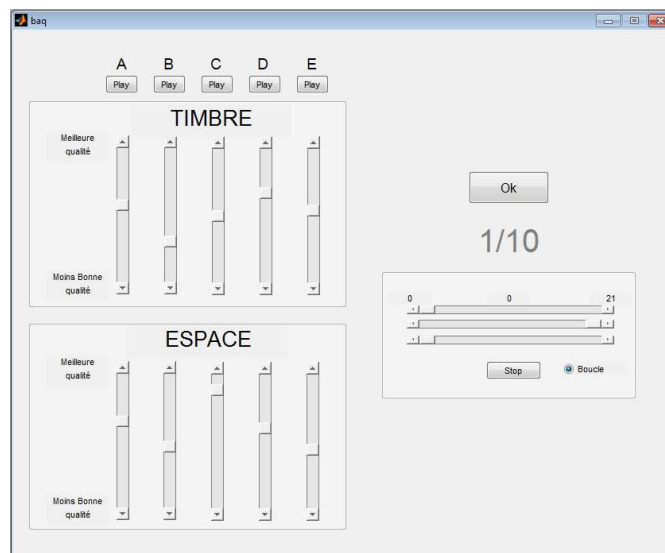 baq
A B C D E
Play Play Play Play Play
TIMBRE
Meilleure
qualité
Moins Bonne
qualité
ESPACE
Meilleure
qualité
Moins Bonne
qualité
Ok
1/10
0 0 21
Stop Boucle